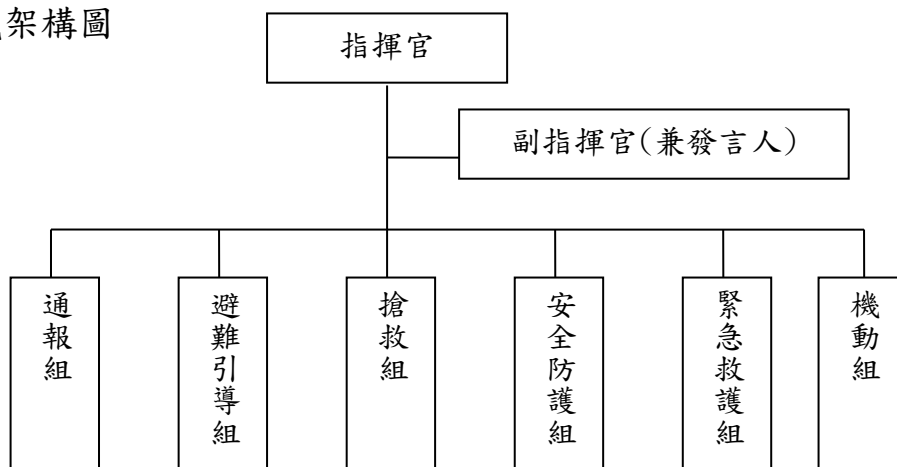 架構圖
指揮官
副指揮官(兼發言人)
通報組
避難引導組
搶救組
安全防護組
緊急救護組
機動組